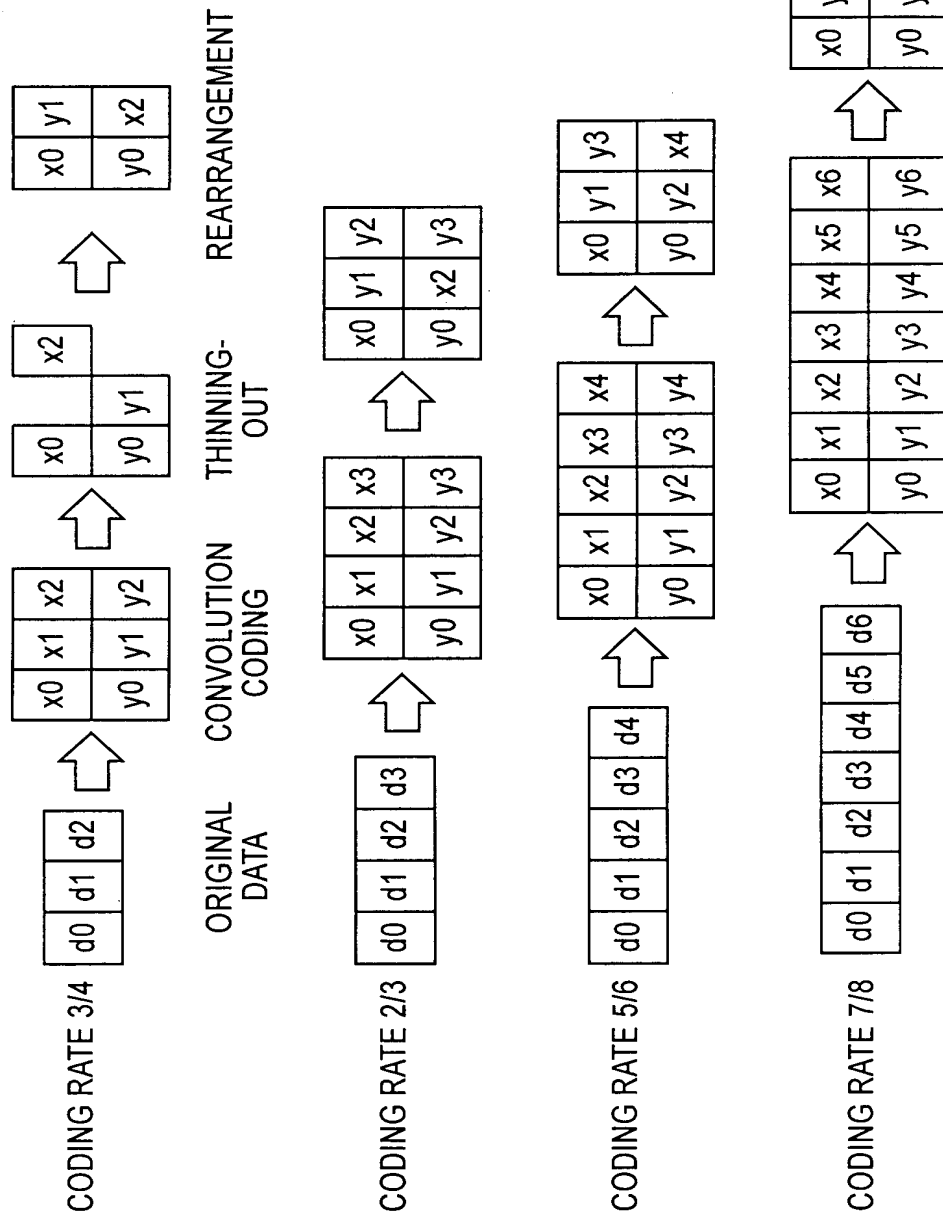 x0 x1 x2 x0 x2 x0 y1
CODING RATE 3/4 d0 d1 d2
y0 y1 y2 y0 y1 y0 x2
ORIGINAL CONVOLUTION THINNING- REARRANGEMENT
DATA CODING OUT
x0 x1 x2 x3 x0 y1 y2
CODING RATE 2/3 d0 d1 d2 d3
y0 y1 y2 y3 y0 x2 y3
x0 x1 x2 x3 x4 x0 y1 y3
CODING RATE 5/6 d0 d1 d2 d3 d4
y0 y1 y2 y3 y4 y0 y2 x4
x0 x1 x2 x3 x4 x5 x6 x0
CODING RATE 7/8 d0 d1 d2 d3 d4 d5 d6
y0 y1 y2 y3 y4 y5 y6 y0